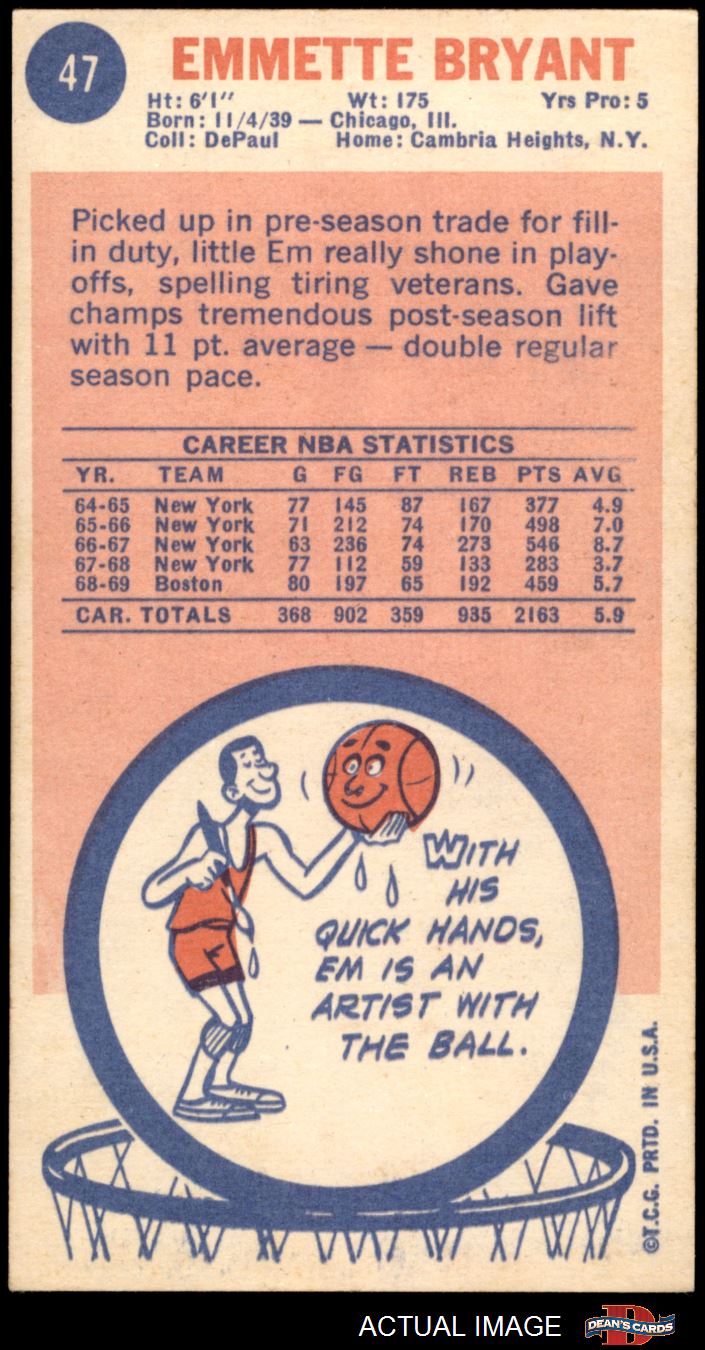 47
EMMETTE BRYANT
Ht: 6'1" Wt: 175 Yrs Pro: 5
Born: 11/4/39 — Chicago, Ill.
Coll: DePaul Home: Cambria Heights, N.Y.
Picked up in pre-season trade for fill-
in duty, little Em really shone in play-
offs, spelling tiring veterans. Gave
champs tremendous post-season lift
with 11 pt. average — double regular
season pace.
CAREER NBA STATISTICS
YR. TEAM G FG FT REB PTS AVG
64-65 New York 77 145 87 167 377 4.9
65-66 New York 71 212 74 170 498 7.0
66-67 New York 63 236 74 273 546 8.7
67-68 New York 77 112 59 133 283 3.7
68-69 Boston 80 197 65 192 459 5.7
CAR. TOTALS 368 902 359 935 2163 5.9
WITH
HIS
QUICK HANDS,
EM IS AN
ARTIST WITH
THE BALL.
©T.C.G. PRTD. IN U.S.A.
ACTUAL IMAGE
D
DEAN'S CARDS